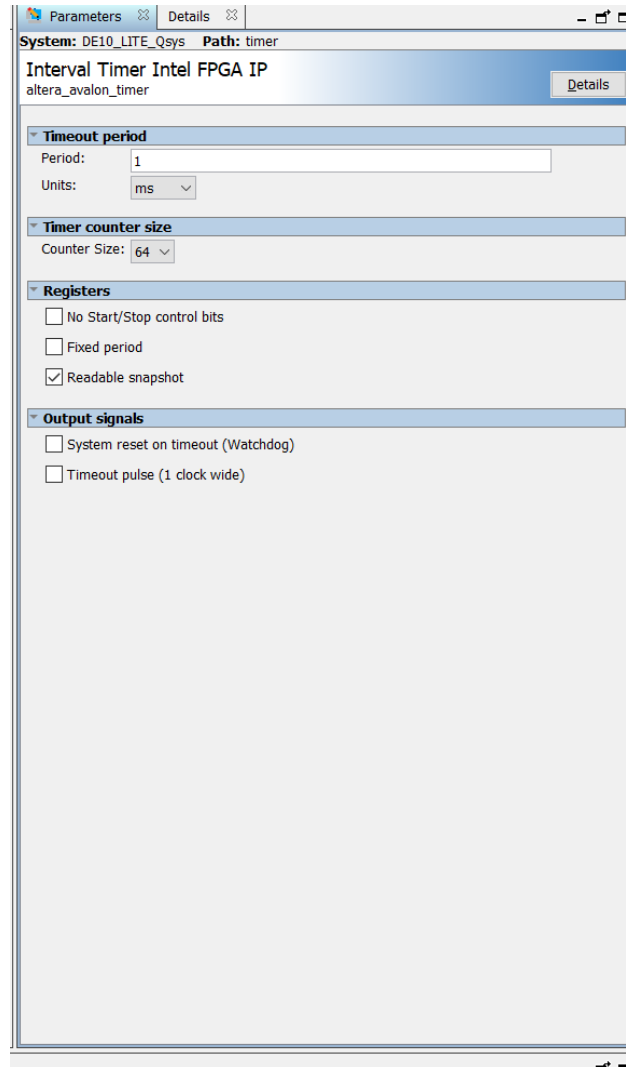 Parameters Details
System: DE10_LITE_Qsys Path: timer
Interval Timer Intel FPGA IP
altera_avalon_timer
Details
Timeout period
Period: 1
Units: ms
Timer counter size
Counter Size: 64
Registers
No Start/Stop control bits
Fixed period
Readable snapshot
Output signals
System reset on timeout (Watchdog)
Timeout pulse (1 clock wide)